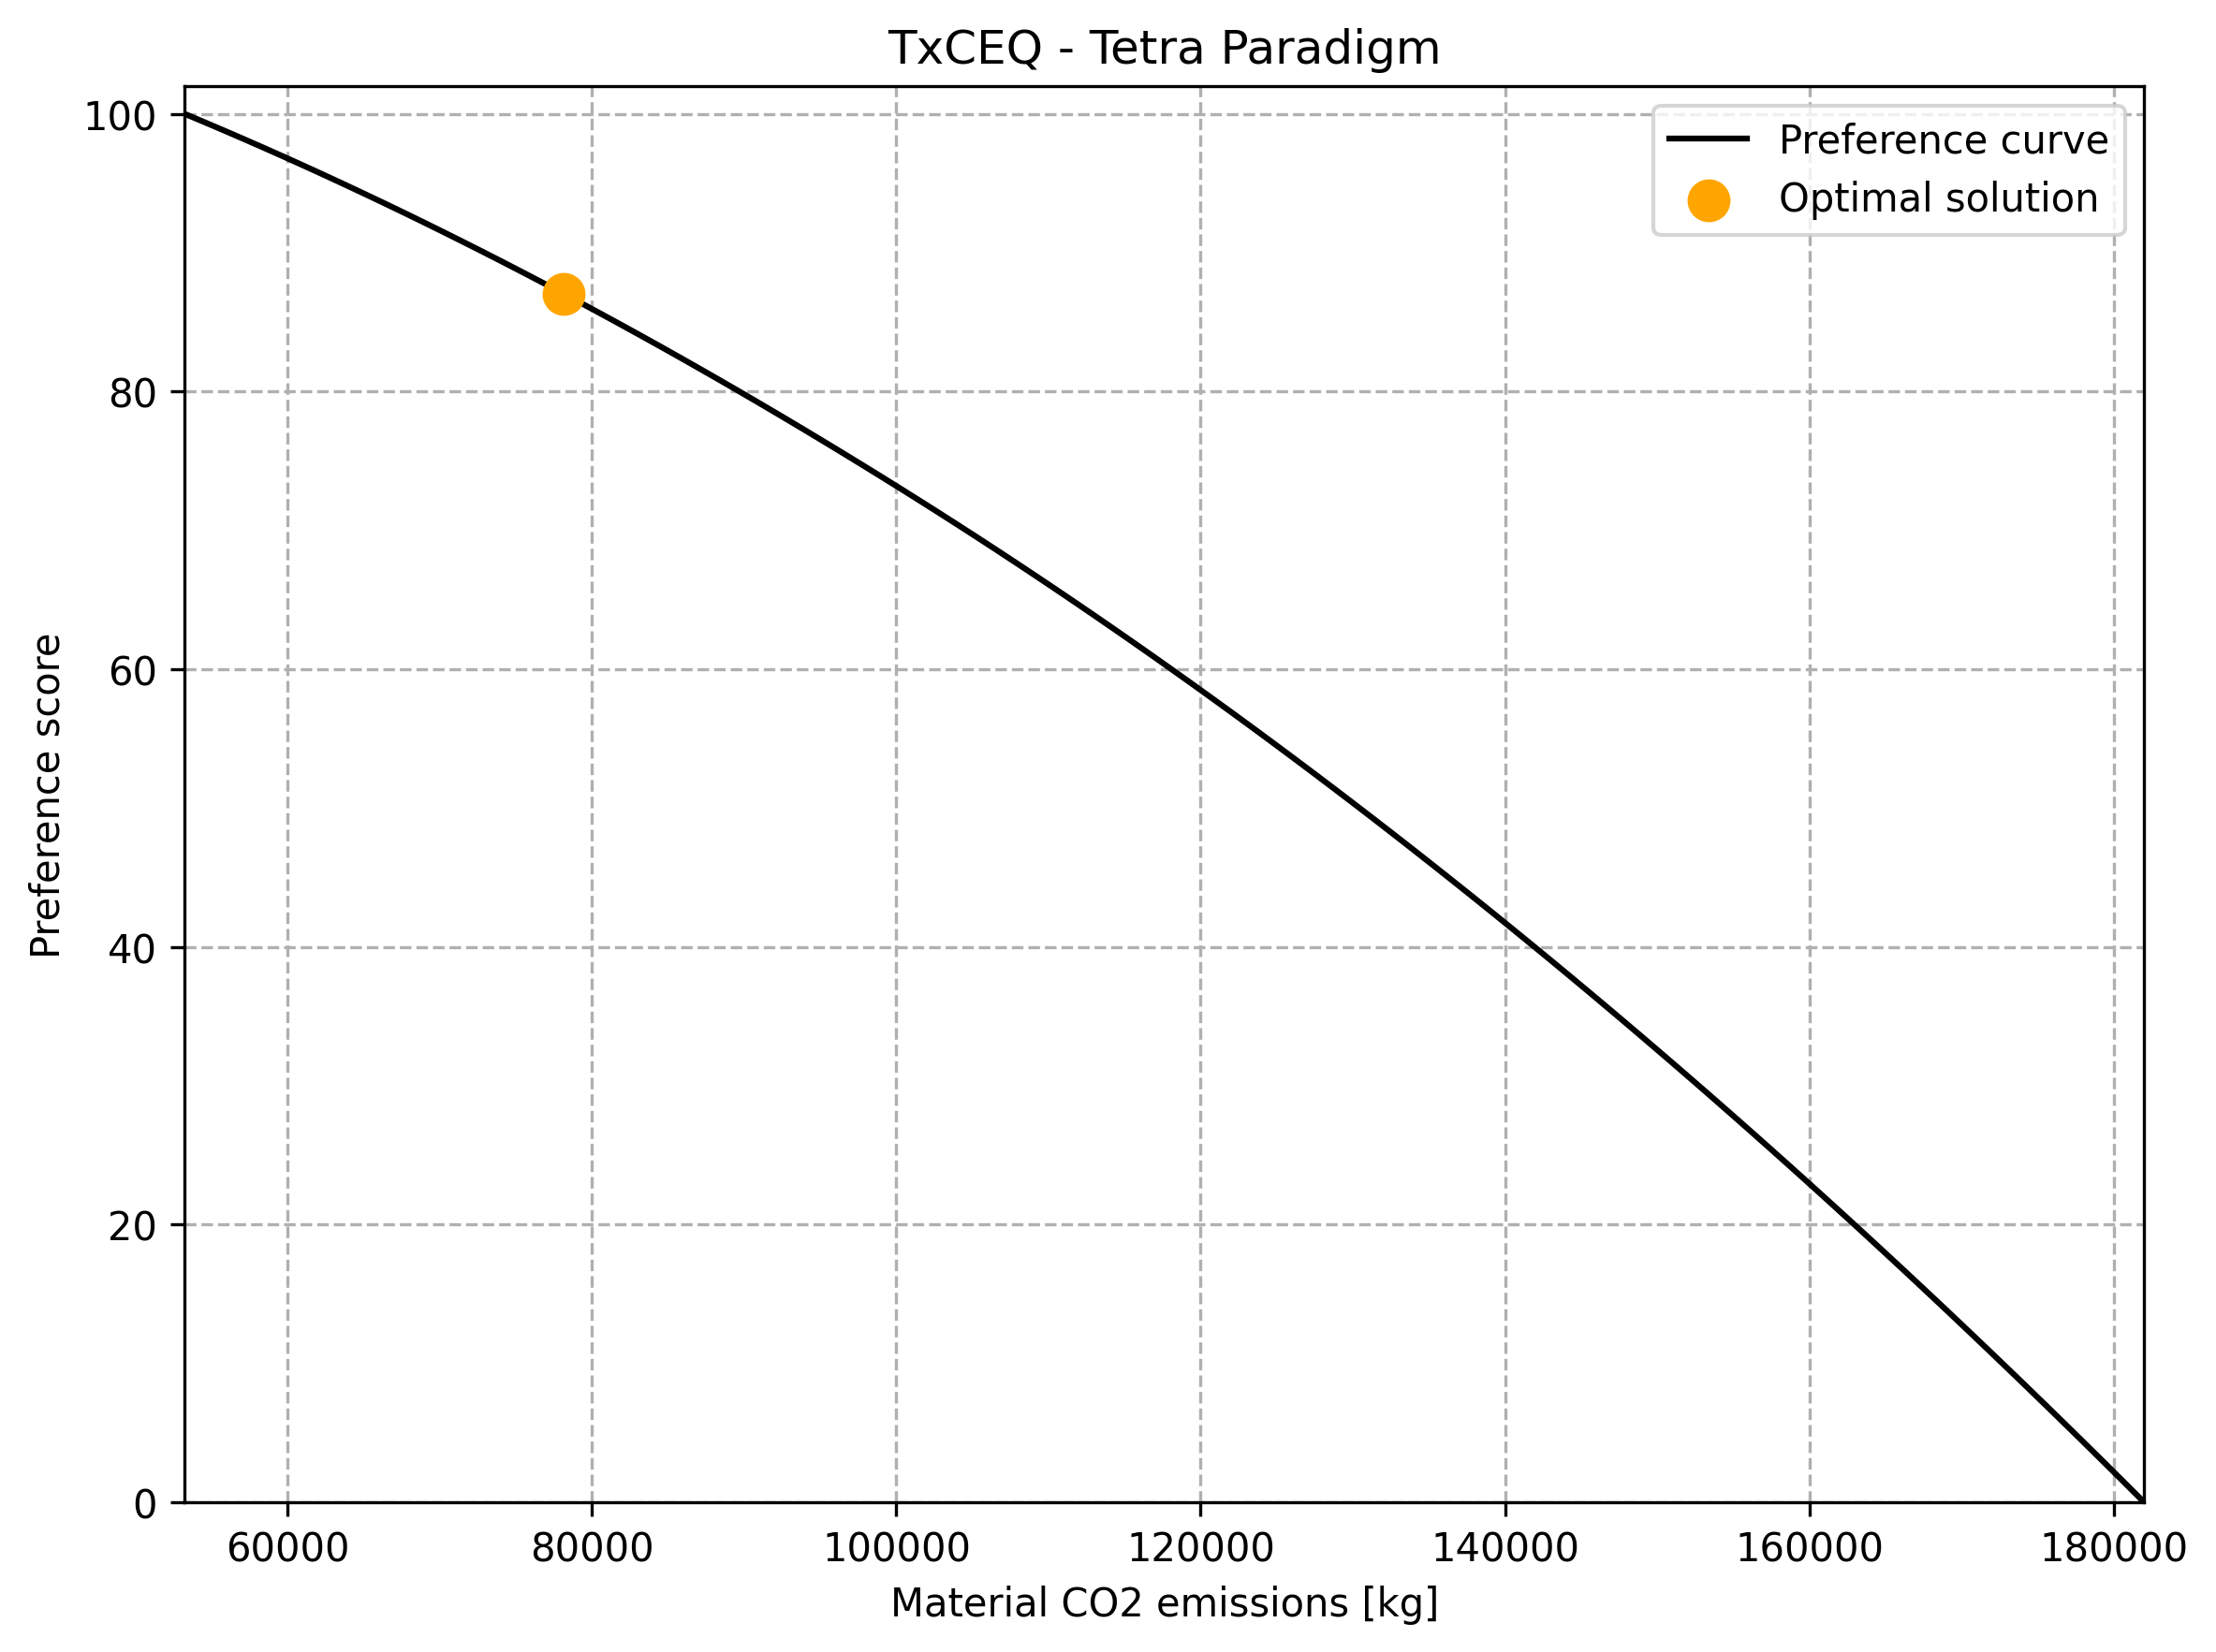 TxCEQ - Tetra Paradigm
Preference curve
Optimal solution
Preference score
100
80
60
40
20
0
60000 80000 100000 120000 140000 160000 180000
Material CO2 emissions [kg]